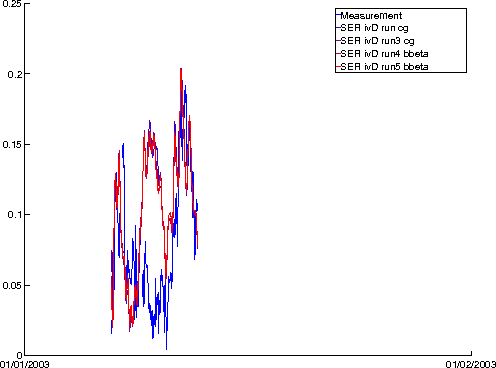 0.25
0.2
0.15
0.1
0.05
0
01/01/2003
01/02/2003
Measurement
SER ivD run cg
SER ivD run3 cg
SER ivD run4 bbeta
SER ivD run5 bbeta